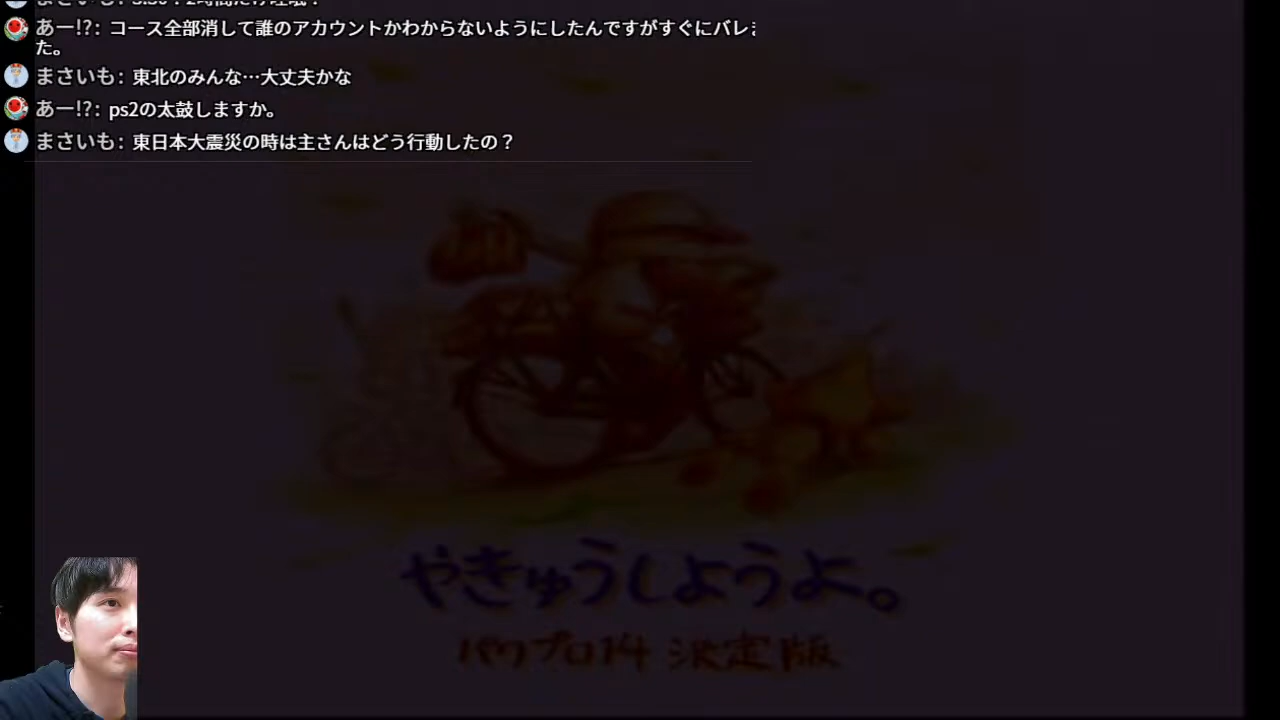 あー!?: コース全部消して誰のアカウントかわからないようにしたんですがすぐにバレま
た。
まさいも: 東北のみんな…大丈夫かな
あー!?: ps2の太鼓しますか。
まさいも: 東日本大震災の時は主さんはどう行動したの？
やきゅうしようよ。
パワプロ14 決定版